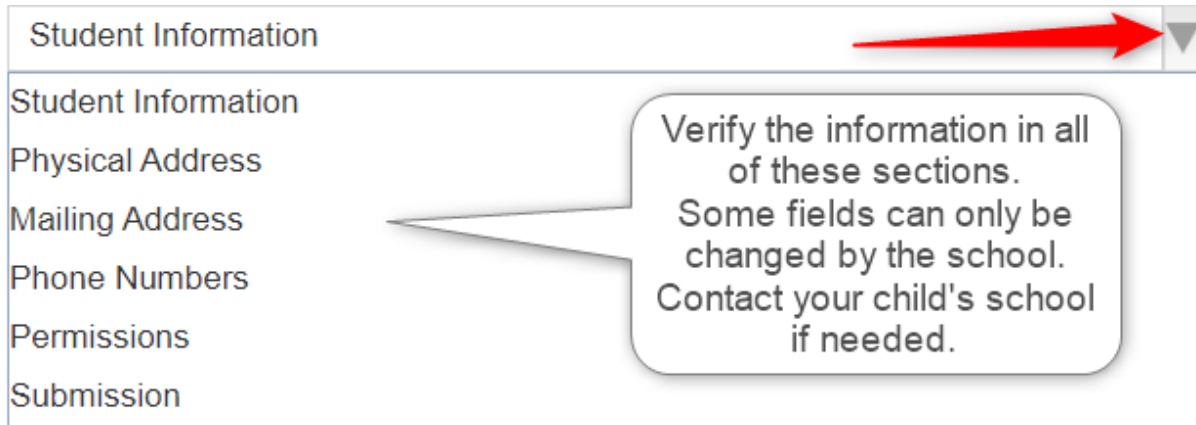 Student Information
Student Information
Physical Address
Mailing Address
Phone Numbers
Permissions
Submission
Verify the information in all
of these sections.
Some fields can only be
changed by the school.
Contact your child's school
if needed.